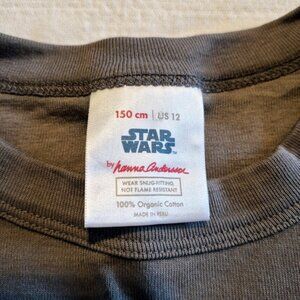 150 cm | US 12
STAR
WARS
by hanna andersson
WEAR SNUG-FITTING,
NOT FLAME RESISTANT
100% Organic Cotton
MADE IN PERU